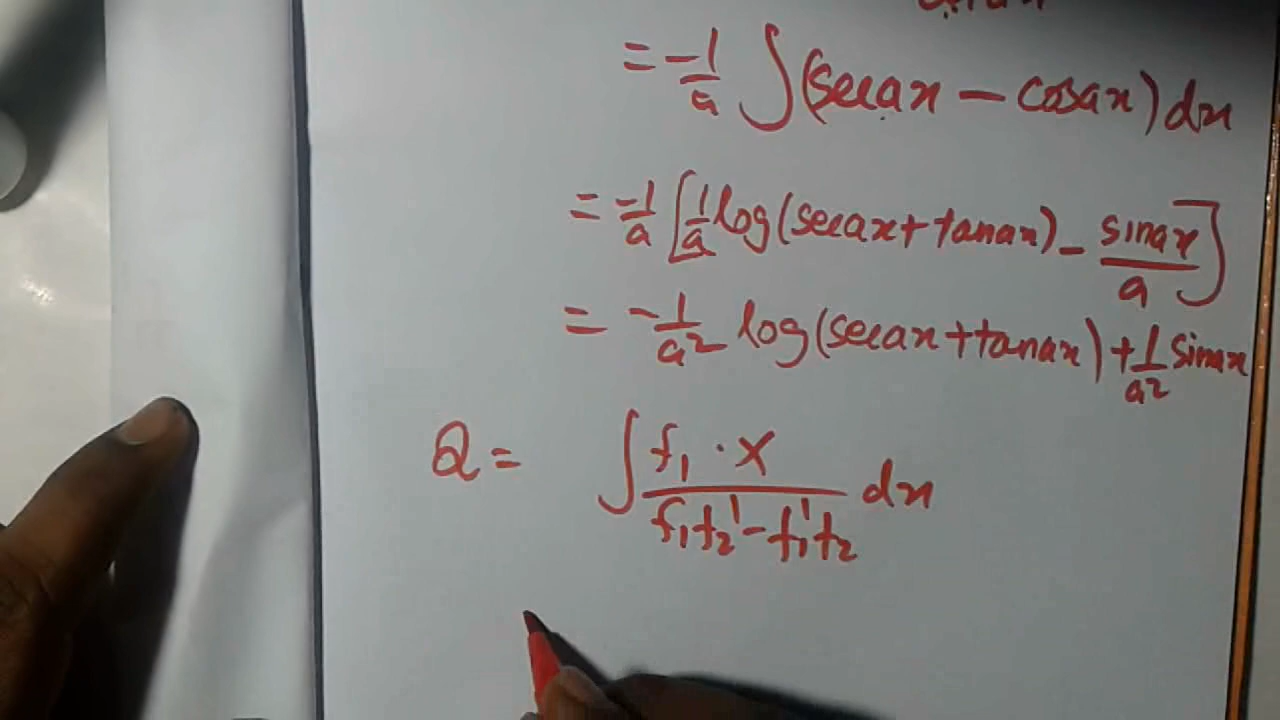 = -1/a ∫(secax - cosax)dx
= -1/a [1/a log(secax + tanax) - sinax/a]
= -1/a² log(secax + tanax) + 1/a² sinax
Q = ∫ f₁ · X / f₁f₂' - f₁'f₂ dx